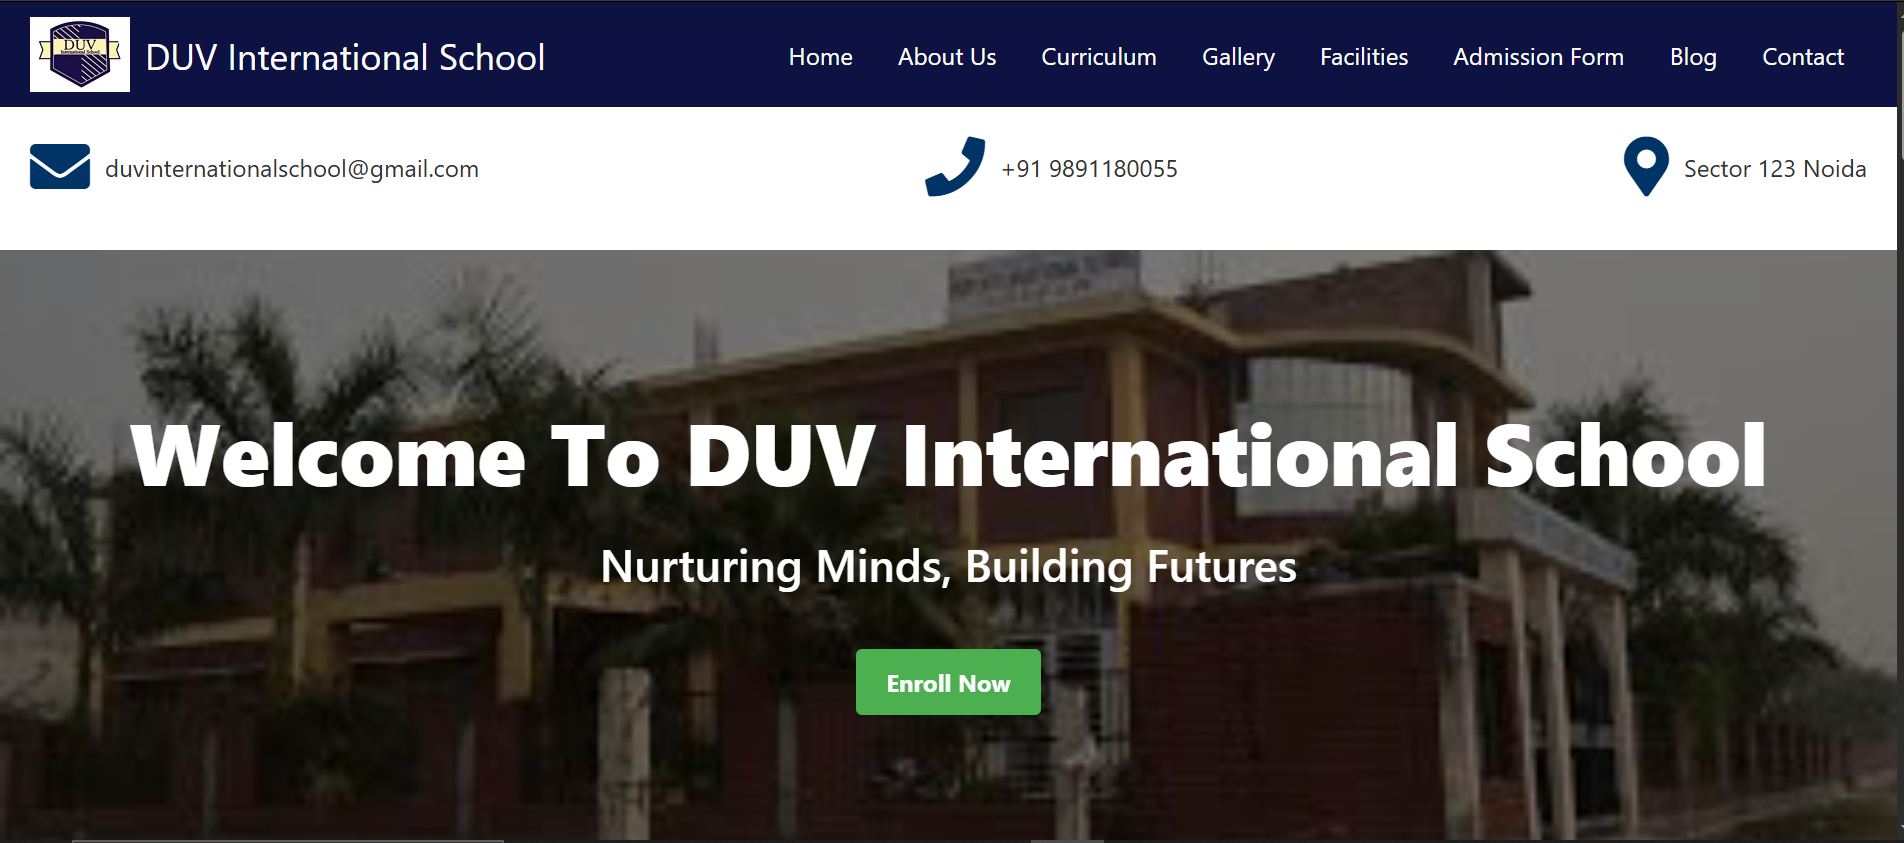 DUV
International School
DUV International School
Home
About Us
Curriculum
Gallery
Facilities
Admission Form
Blog
Contact
duvinternationalschool@gmail.com
+91 9891180055
Sector 123 Noida
Welcome To DUV International School
Nurturing Minds, Building Futures
Enroll Now